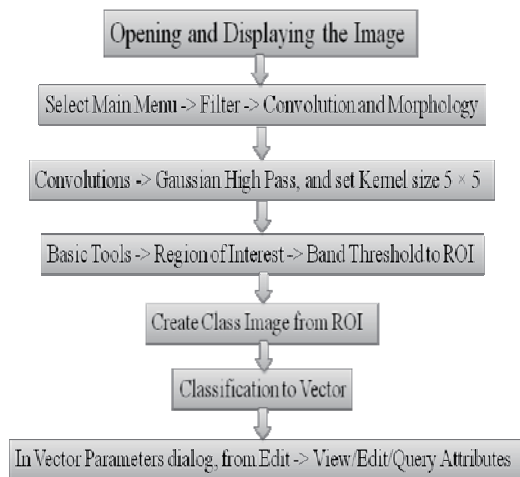 Opening and Displaying the Image
Select Main Menu -> Filter -> Convolution and Morphology
Convolutions -> Gaussian High Pass, and set Kernel size 5 × 5
Basic Tools -> Region of Interest -> Band Threshold to ROI
Create Class Image from ROI
Classification to Vector
In Vector Parameters dialog, from Edit -> View/Edit/Query Attributes